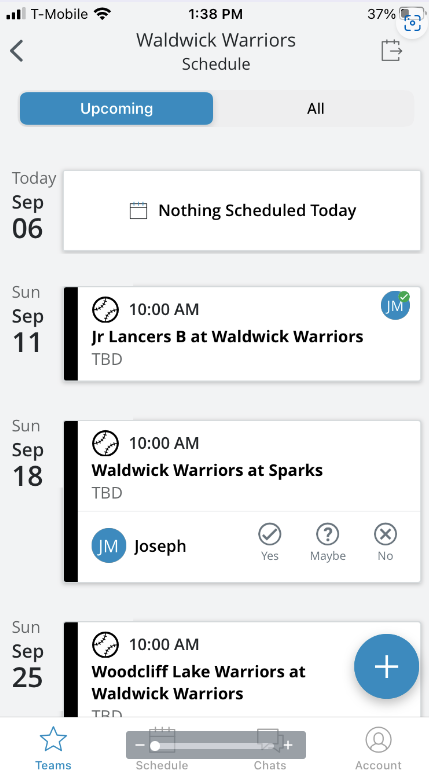 T-Mobile 1:38 PM 37%
Waldwick Warriors
Schedule
Upcoming All
Today
Sep
06
Nothing Scheduled Today
Sun
Sep
11
10:00 AM
JM
Jr Lancers B at Waldwick Warriors
TBD
Sun
Sep
18
10:00 AM
Waldwick Warriors at Sparks
TBD
JM Joseph
Yes Maybe No
Sun
Sep
25
10:00 AM
Woodcliff Lake Warriors at
Waldwick Warriors
TBD
Teams Schedule Chats Account